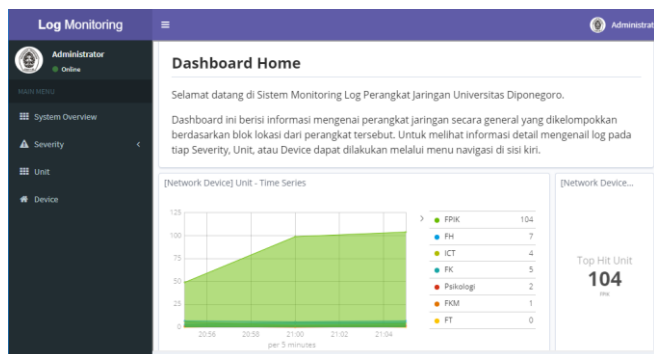 Log Monitoring
Administrat
Administrator
Online
MAIN MENU
System Overview
Severity
Unit
Device
Dashboard Home
Selamat datang di Sistem Monitoring Log Perangkat Jaringan Universitas Diponegoro.
Dashboard ini berisi informasi mengenai perangkat jaringan secara general yang dikelompokkan
berdasarkan blok lokasi dari perangkat tersebut. Untuk melihat informasi detail mengenail log pada
tiap Severity, Unit, atau Device dapat dilakukan melalui menu navigasi di sisi kiri.
[Network Device] Unit - Time Series
125
100
75
50
25
0
20:56 20:58 21:00 21:02 21:04
per 5 minutes
FPIK 104
FH 7
ICT 4
FK 5
Psikologi 2
FKM 1
FT 0
[Network Device...
Top Hit Unit
104